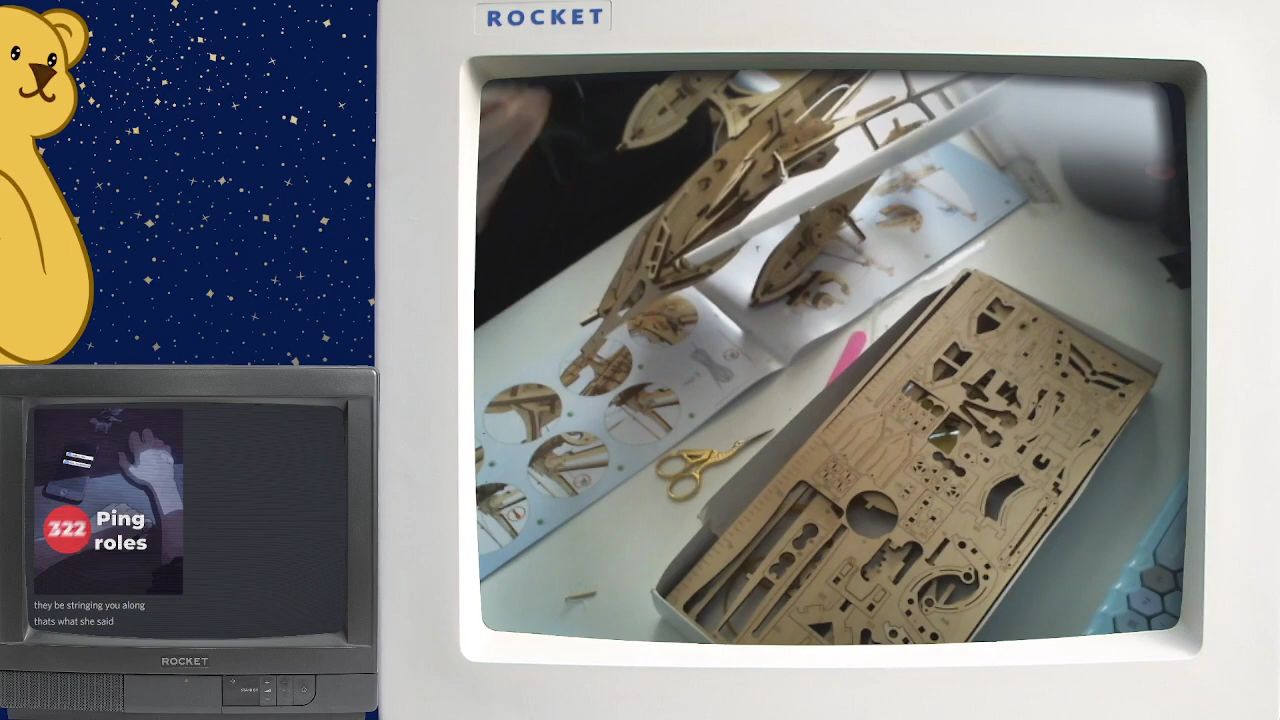 ROCKET
322
Ping
roles
they be stringing you along
thats what she said
ROCKET